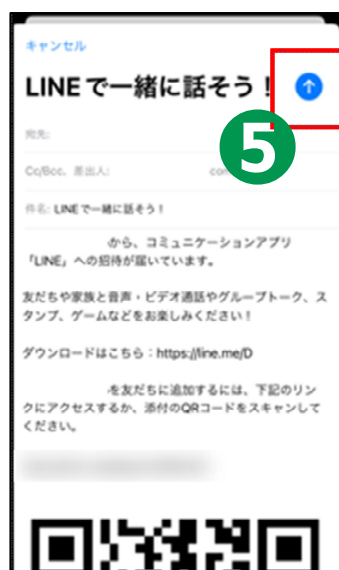 キャンセル
LINEで一緒に話そう！
5
宛先:
Cc/Bcc、差出人:
件名: LINEで一緒に話そう！
から、コミュニケーションアプリ
「LINE」への招待が届いています。
友だちや家族と音声・ビデオ通話やグループトーク、ス
タンプ、ゲームなどをお楽しみください！
ダウンロードはこちら：https://line.me/D
を友だちに追加するには、下記のリン
クにアクセスするか、添付のQRコードをスキャンして
ください。